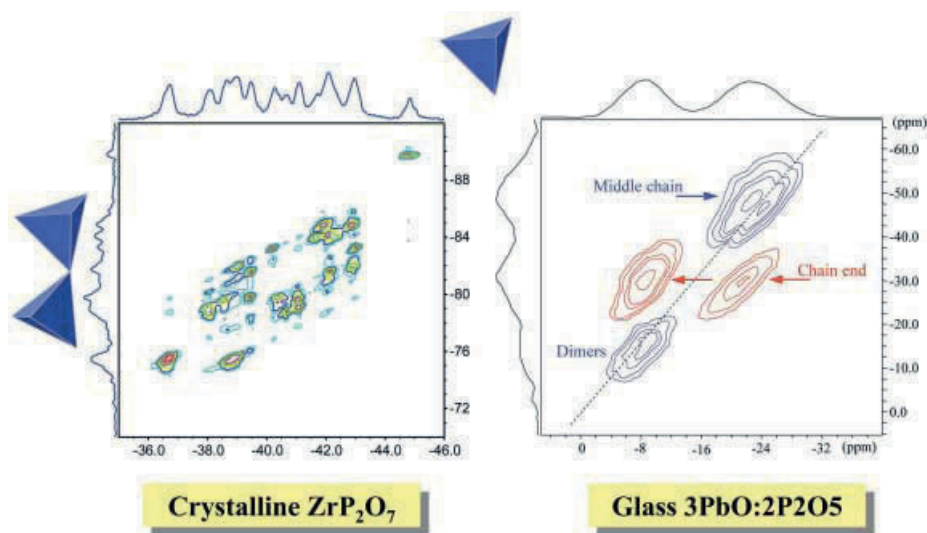 -88
-84
-80
-76
-72
-36.0 -38.0 -40.0 -42.0 -44.0 -46.0
Crystalline ZrP₂O₇
(ppm)
-60.0
-50.0
-40.0
-30.0
-20.0
-10.0
0.0
Middle chain
Chain end
Dimers
0 -8 -16 -24 -32 (ppm)
Glass 3PbO:2P2O5